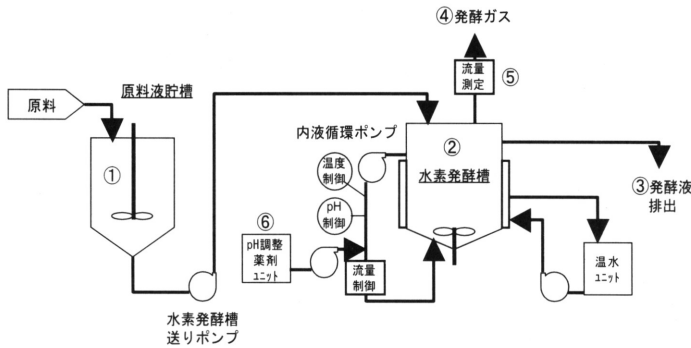 ④発酵ガス
流量
測定
⑤
原料液貯槽
原料
①
内液循環ポンプ
温度
制御
pH
制御
②
水素発酵槽
③発酵液
排出
⑥
pH調整
薬剤
ユニット
流量
制御
温水
ユニット
水素発酵槽
送りポンプ